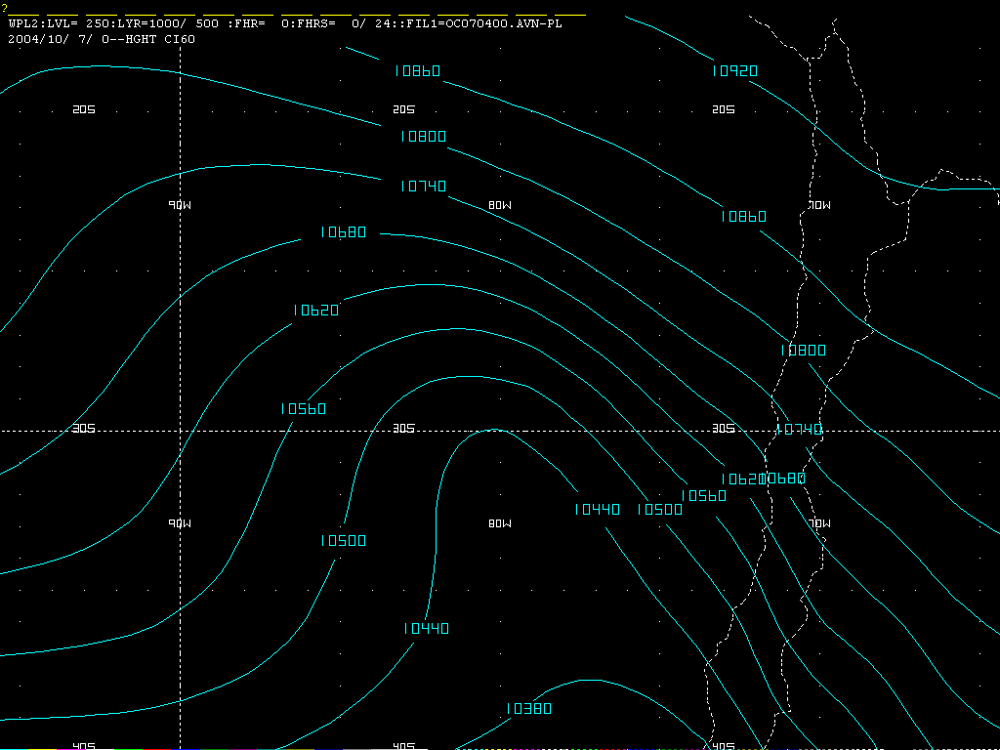 ?
WPL2:LVL= 250:LYR=1000/ 500 :FHR=  0:FHRS=  0/ 24::FIL1=OC070400.AVN-PL
2004/10/ 7/ 0--HGHT CI60
10860 10920
20S 20S 20S
10800
10740
90W 80W 70W
10860
10680
10620
10800
10560
30S 30S 30S 10740
10620 10680
10560
10440 10500
90W 80W 70W
10500
10440
10380
40S 40S 40S